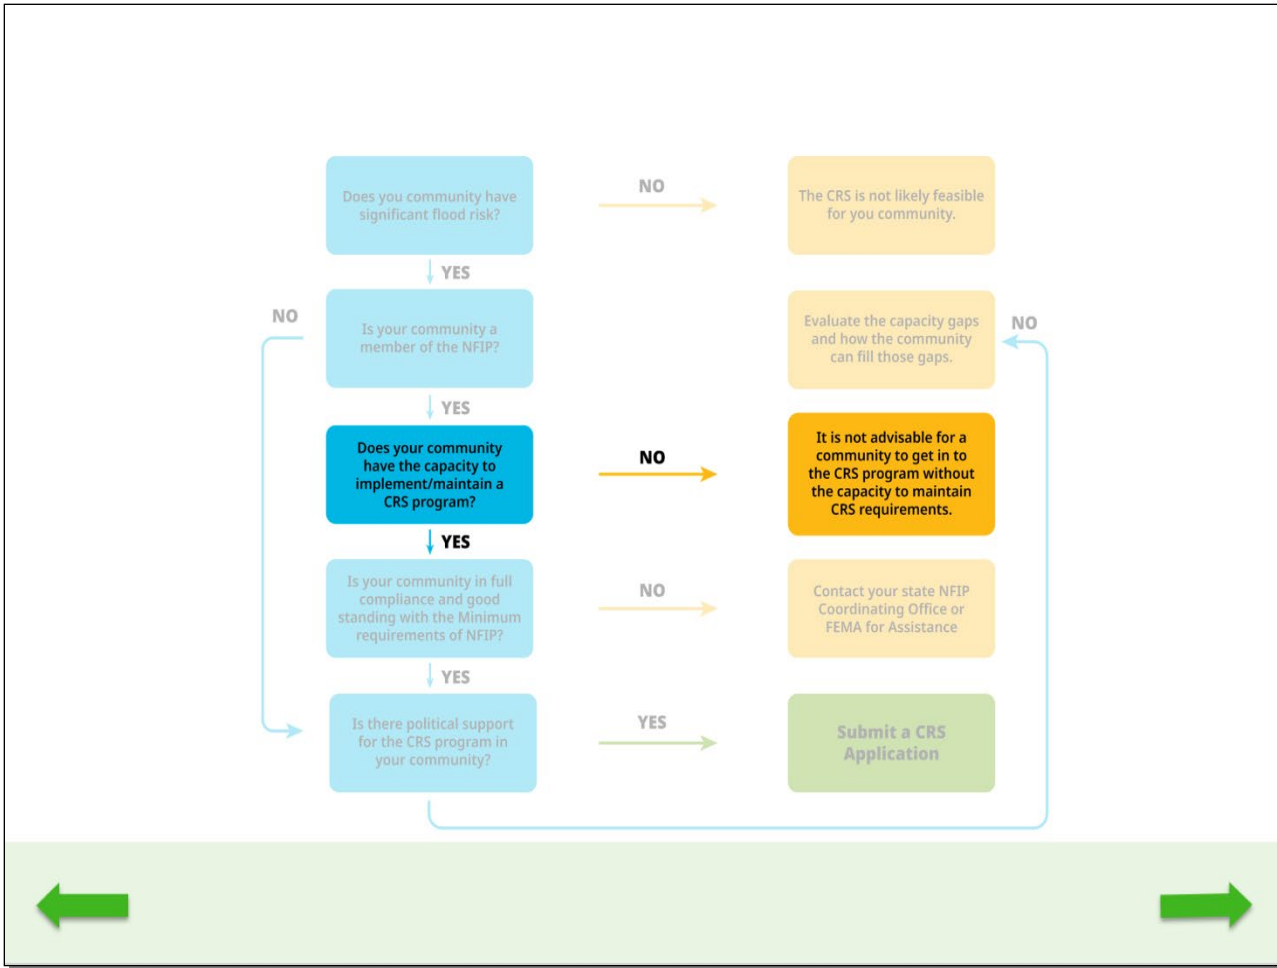 Does you community have
significant flood risk?
NO
The CRS is not likely feasible
for you community.
YES
NO
Is your community a
member of the NFIP?
Evaluate the capacity gaps
and how the community
can fill those gaps.
NO
YES
Does your community
have the capacity to
implement/maintain a
CRS program?
NO
It is not advisable for a
community to get in to
the CRS program without
the capacity to maintain
CRS requirements.
YES
Is your community in full
compliance and good
standing with the Minimum
requirements of NFIP?
NO
Contact your state NFIP
Coordinating Office or
FEMA for Assistance
YES
Is there political support
for the CRS program in
your community?
YES
Submit a CRS
Application